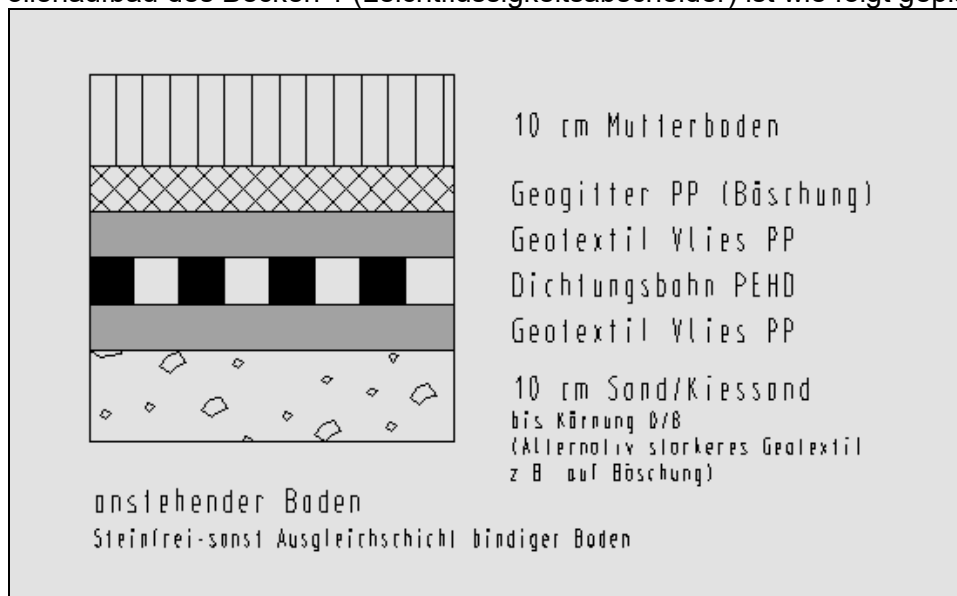 ollenaufbau des Becken 1 (Leichtflüssigkeitsabscheider) ist wie folgt gepl
10 cm Mutterboden
Geogitter PP (Böschung)
Geotextil Vlies PP
Dichtungsbahn PEHD
Geotextil Vlies PP
10 cm Sand/Kiessand
bis Körnung 0/8
(Alternativ starkeres Geotextil
z B auf Böschung)
anstehender Boden
Steinfrei-sonst Ausgleichschicht bindiger Boden